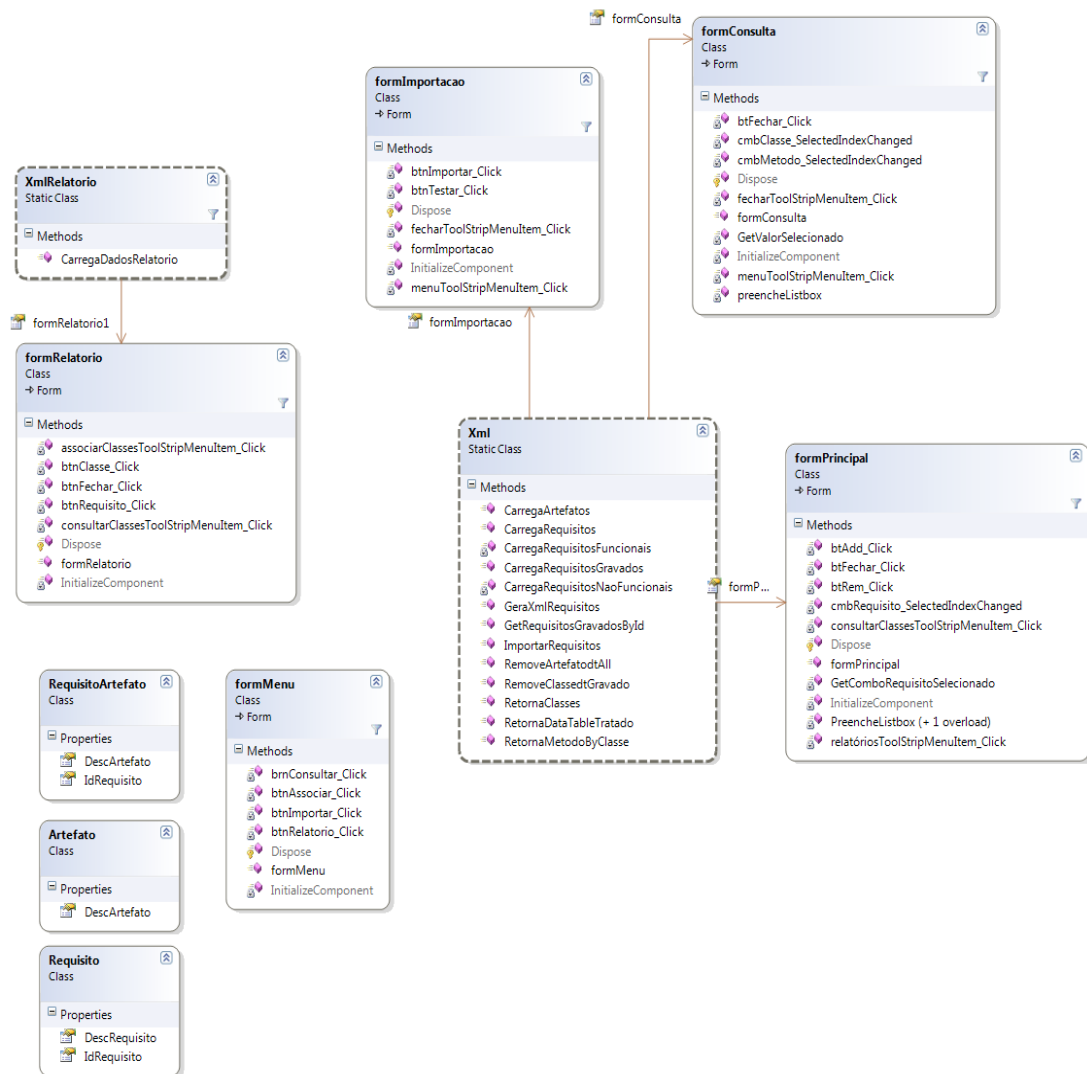 formConsulta
formConsulta
Class
Form
Methods
btFechar_Click
cmbClasse_SelectedIndexChanged
cmbMetodo_SelectedIndexChanged
Dispose
fecharToolStripMenuItem_Click
formConsulta
GetValorSelecionado
InitializeComponent
menuToolStripMenuItem_Click
preencheListbox
formImportacao
Class
Form
Methods
btnImportar_Click
btnTestar_Click
Dispose
fecharToolStripMenuItem_Click
formImportacao
InitializeComponent
menuToolStripMenuItem_Click
formImportacao
XmlRelatorio
Static Class
Methods
CarregaDadosRelatorio
formRelatorio1
formRelatorio
Class
Form
Methods
associarClassesToolStripMenuItem_Click
btnClasse_Click
btnFechar_Click
btnRequisito_Click
consultarClassesToolStripMenuItem_Click
Dispose
formRelatorio
InitializeComponent
Xml
Static Class
Methods
CarregaArtefatos
CarregaRequisitos
CarregaRequisitosFuncionais
CarregaRequisitosGravados
CarregaRequisitosNaoFuncionais
GeraXmlRequisitos
GetRequisitosGravadosById
ImportarRequisitos
RemoveArtefatodtAll
RemoveClassedtGravado
RetornaClasses
RetornaDataTableTratado
RetornaMetodoByClasse
formP...
formPrincipal
Class
Form
Methods
btAdd_Click
btFechar_Click
btRem_Click
cmbRequisito_SelectedIndexChanged
consultarClassesToolStripMenuItem_Click
Dispose
formPrincipal
GetComboRequisitoSelecionado
InitializeComponent
PreencheListbox (+ 1 overload)
relatóriosToolStripMenuItem_Click
RequisitoArtefato
Class
Properties
DescArtefato
IdRequisito
formMenu
Class
Form
Methods
brnConsultar_Click
btnAssociar_Click
btnImportar_Click
btnRelatorio_Click
Dispose
formMenu
InitializeComponent
Artefato
Class
Properties
DescArtefato
Requisito
Class
Properties
DescRequisito
IdRequisito